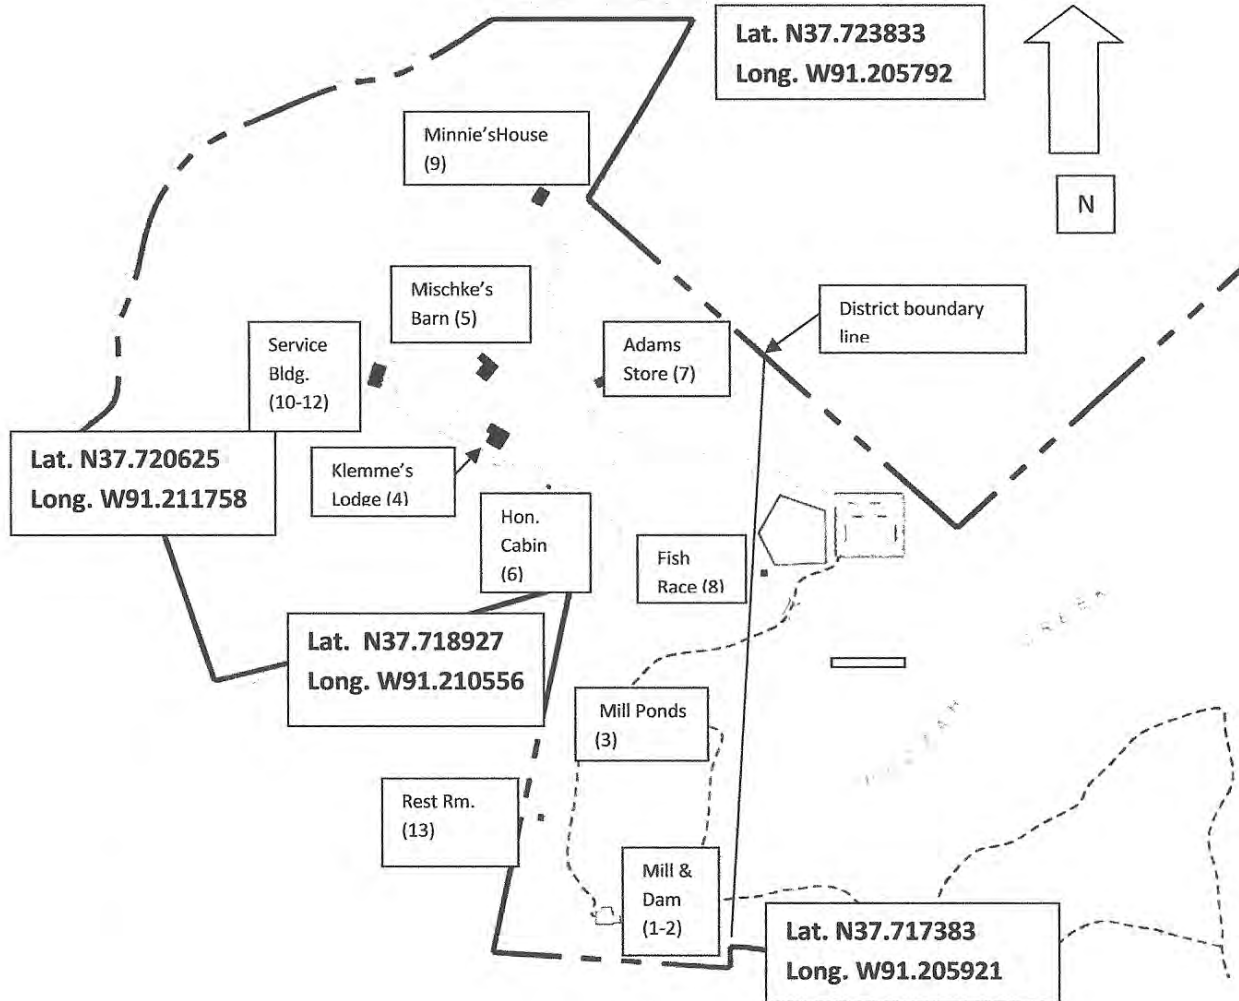 Lat. N37.723833
Long. W91.205792
N
Minnie'sHouse
(9)
Mischke's
Barn (5)
District boundary
line
Service
Bldg.
(10-12)
Adams
Store (7)
Lat. N37.720625
Long. W91.211758
Klemme's
Lodge (4)
Hon.
Cabin
(6)
Fish
Race (8)
CREEK
Lat. N37.718927
Long. W91.210556
Mill Ponds
(3)
Rest Rm.
(13)
Mill &
Dam
(1-2)
Lat. N37.717383
Long. W91.205921